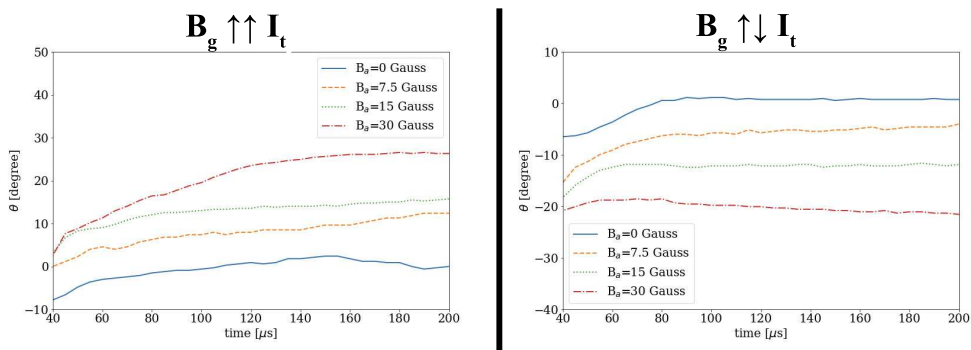 B_g ↑↑ I_t
50
40
30
20
10
0
−10
θ [degree]
B_a=0 Gauss
B_a=7.5 Gauss
B_a=15 Gauss
B_a=30 Gauss
40 60 80 100 120 140 160 180 200
time [μs]
B_g ↑↓ I_t
10
0
−10
−20
−30
−40
θ [degree]
B_a=0 Gauss
B_a=7.5 Gauss
B_a=15 Gauss
B_a=30 Gauss
40 60 80 100 120 140 160 180 200
time [μs]